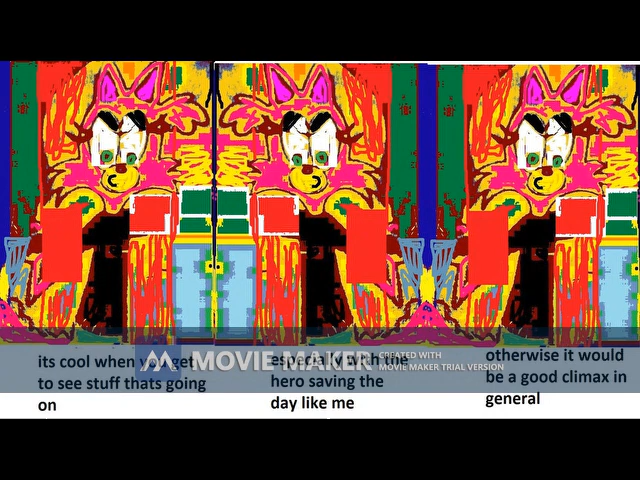 its cool when you get
to see stuff thats going
on
especially with the
hero saving the
day like me
otherwise it would
be a good climax in
general
MOVIE MAKER
CREATED WITH
MOVIE MAKER TRIAL VERSION